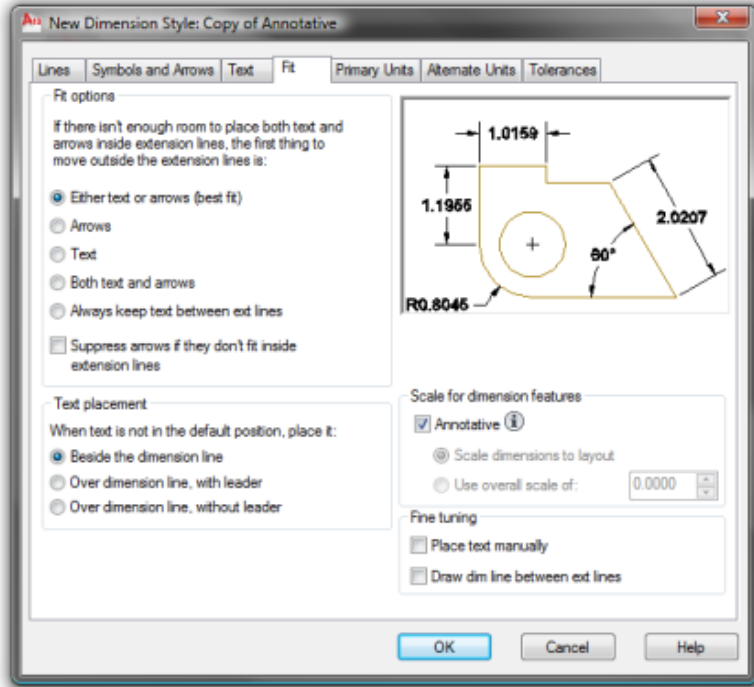 New Dimension Style: Copy of Annotative
Lines
Symbols and Arrows
Text
Fit
Primary Units
Alternate Units
Tolerances
Fit options
If there isn't enough room to place both text and
arrows inside extension lines, the first thing to
move outside the extension lines is:
Either text or arrows (best fit)
Arrows
Text
Both text and arrows
Always keep text between ext lines
Suppress arrows if they don't fit inside
extension lines
Text placement
When text is not in the default position, place it:
Beside the dimension line
Over dimension line, with leader
Over dimension line, without leader
1.0159
1.1955
2.0207
60°
R0.8045
Scale for dimension features
Annotative
Scale dimensions to layout
Use overall scale of:
0.0000
Fine tuning
Place text manually
Draw dim line between ext lines
OK
Cancel
Help